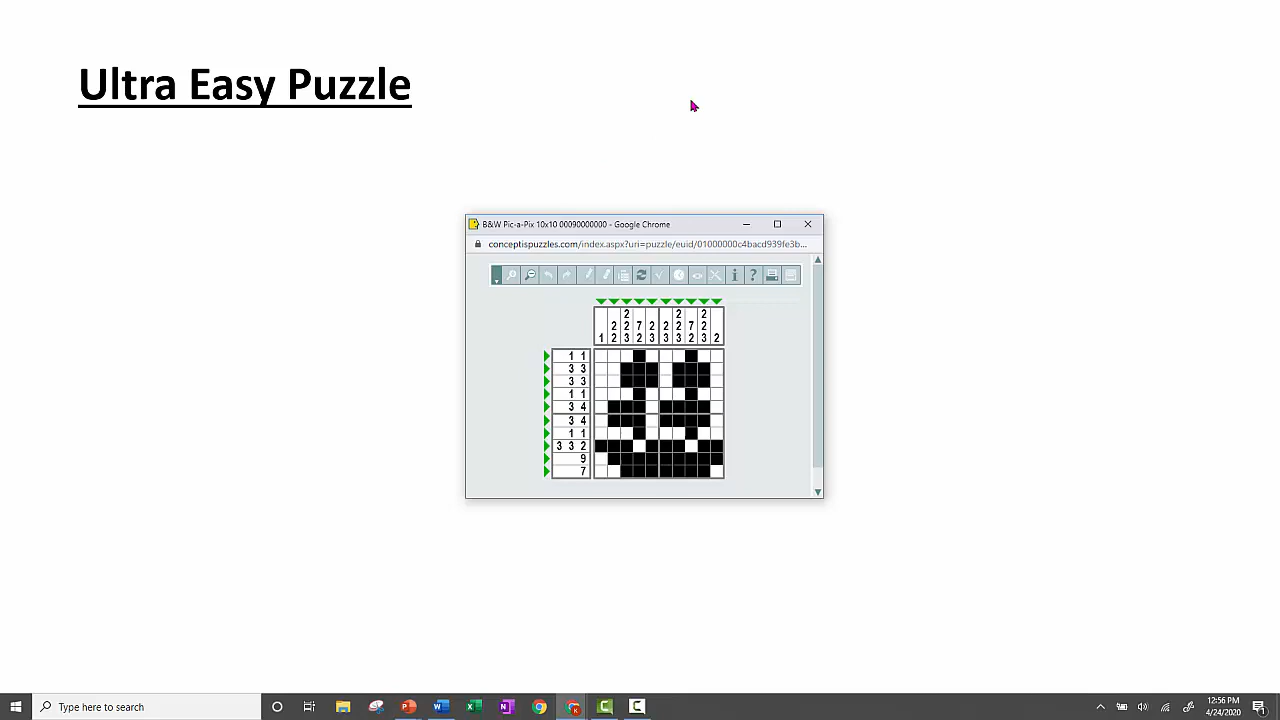 Ultra Easy Puzzle
B&W Pic-a-Pix 10x10 00090000000 - Google Chrome
conceptispuzzles.com/index.aspx?uri=puzzle/euid/01000000c4bacd939fe3b...
2 2 2
2 2 7 2 2 2 7 2
1 2 3 2 3 3 3 2 3 2
1 1
3 3
3 3
1 1
3 4
3 4
1 1
3 3 2
9
7
Type here to search
12:56 PM
4/24/2020